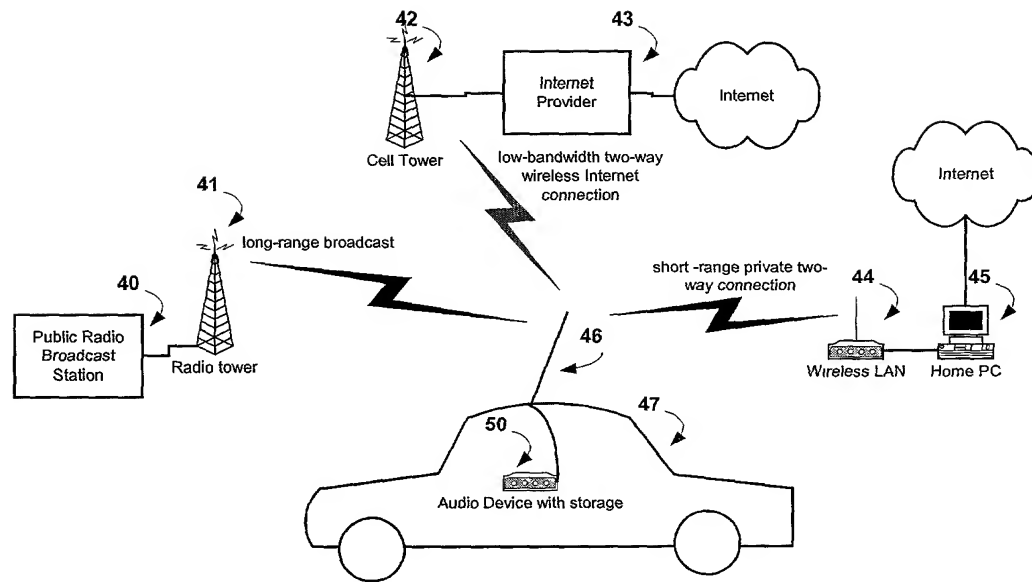 42
43
Internet
Provider
Internet
Cell Tower
low-bandwidth two-way
wireless Internet
connection
Internet
41
long-range broadcast
short -range private two-
way connection
44
45
40
Public Radio
Broadcast
Station
Radio tower
46
Wireless LAN
Home PC
50
47
Audio Device with storage